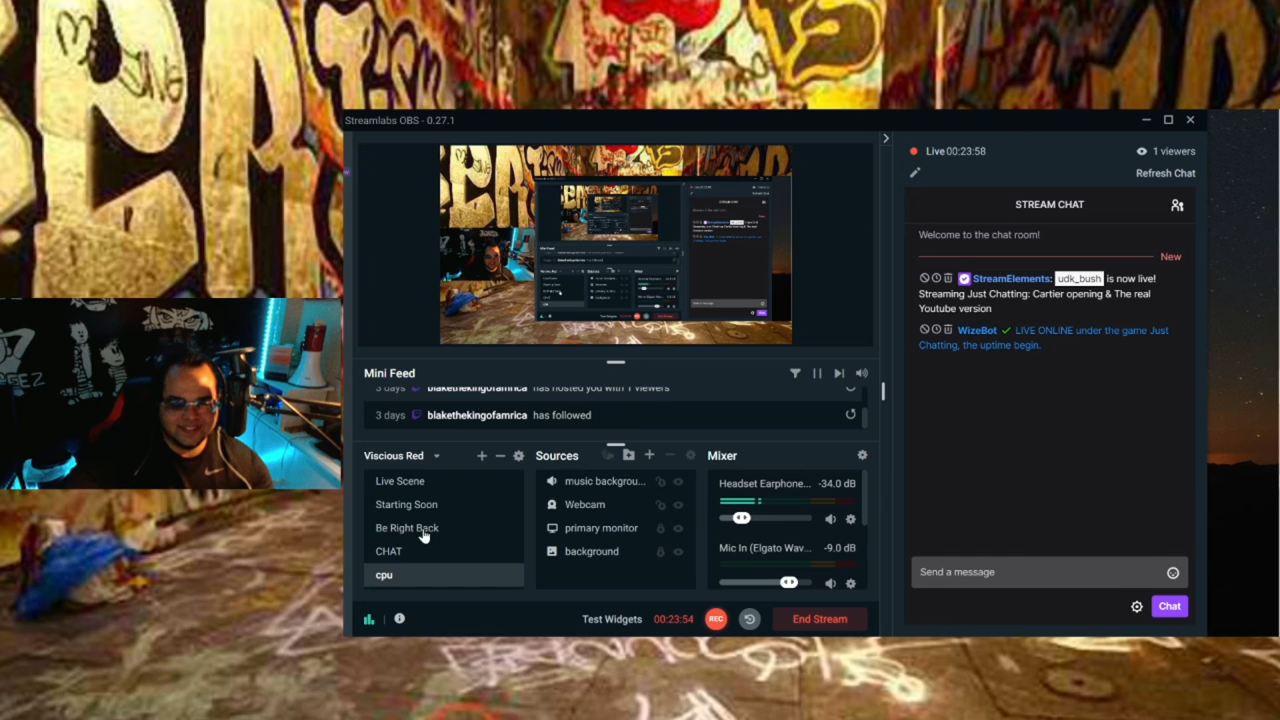 Streamlabs OBS - 0.27.1
Live 00:23:58
1 viewers
Refresh Chat
STREAM CHAT
Welcome to the chat room!
New
StreamElements: udk_bush is now live!
Streaming Just Chatting: Cartier opening & The real
Youtube version
WizeBot ✓ LIVE ONLINE under the game Just
Chatting, the uptime begin.
Send a message
Chat
Mini Feed
3 days blakethekingofamrica has hosted you with 1 viewers
3 days blakethekingofamrica has followed
Viscious Red
Live Scene
Starting Soon
Be Right Back
CHAT
cpu
Sources
music backgrou...
Webcam
primary monitor
background
Mixer
Headset Earphone... -34.0 dB
Mic In (Elgato Wav... -9.0 dB
Test Widgets 00:23:54 REC End Stream